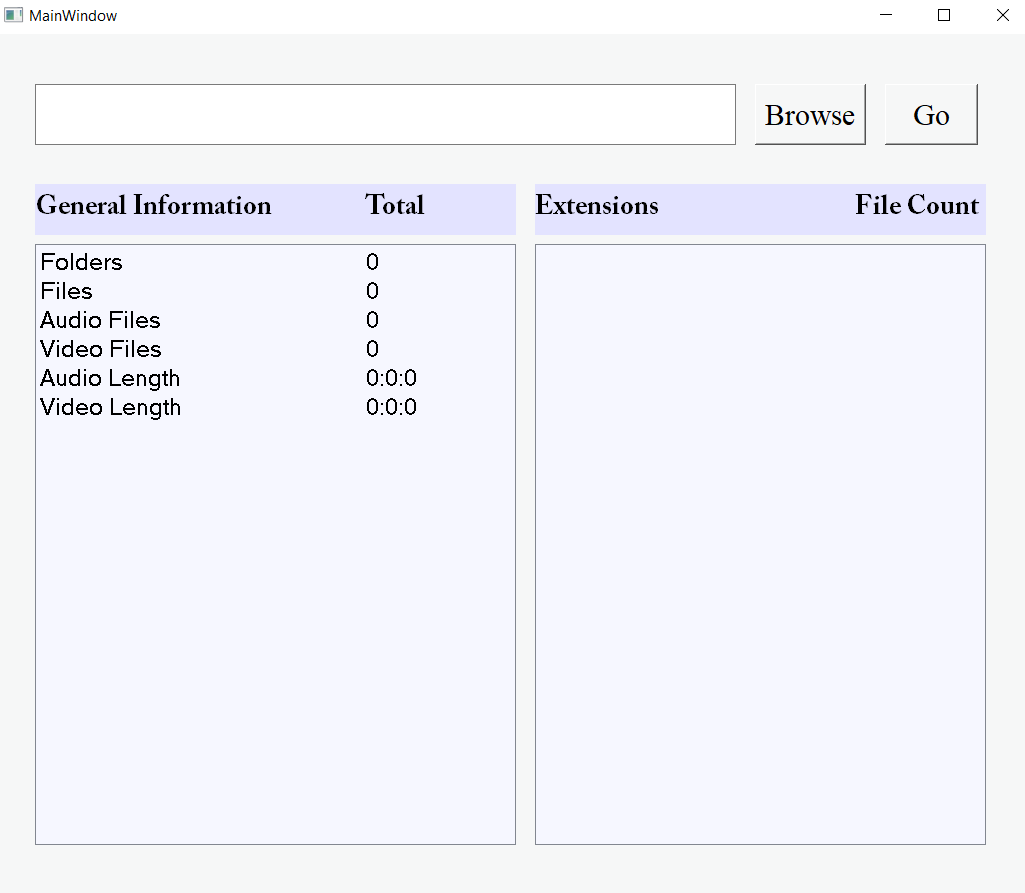 MainWindow
Browse Go
General Information Total
Extensions File Count
Folders 0
Files 0
Audio Files 0
Video Files 0
Audio Length 0:0:0
Video Length 0:0:0